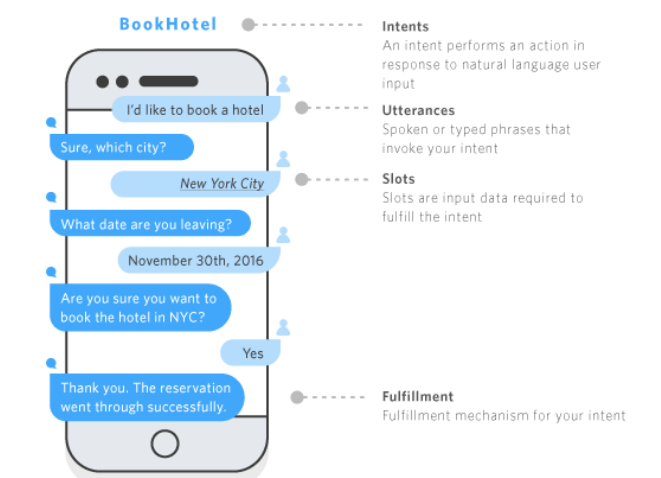 BookHotel
Intents
An intent performs an action in
response to natural language user
input
I'd like to book a hotel
Utterances
Spoken or typed phrases that
invoke your intent
Sure, which city?
New York City
Slots
Slots are input data required to
fulfill the intent
What date are you leaving?
November 30th, 2016
Are you sure you want to
book the hotel in NYC?
Yes
Thank you. The reservation
went through successfully.
Fulfillment
Fulfillment mechanism for your intent